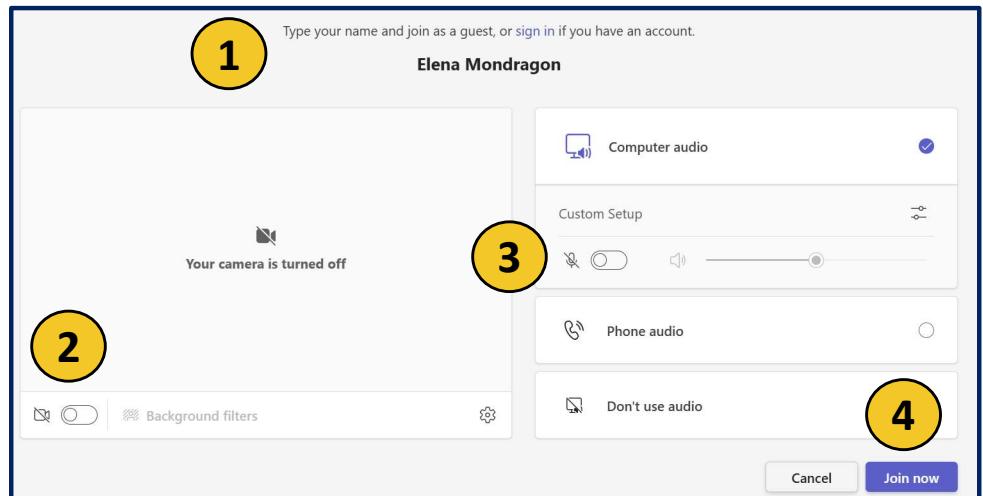 1
Type your name and join as a guest, or sign in if you have an account.
Elena Mondragon
Your camera is turned off
2
Background filters
Computer audio
Custom Setup
3
Phone audio
Don't use audio
4
Cancel
Join now